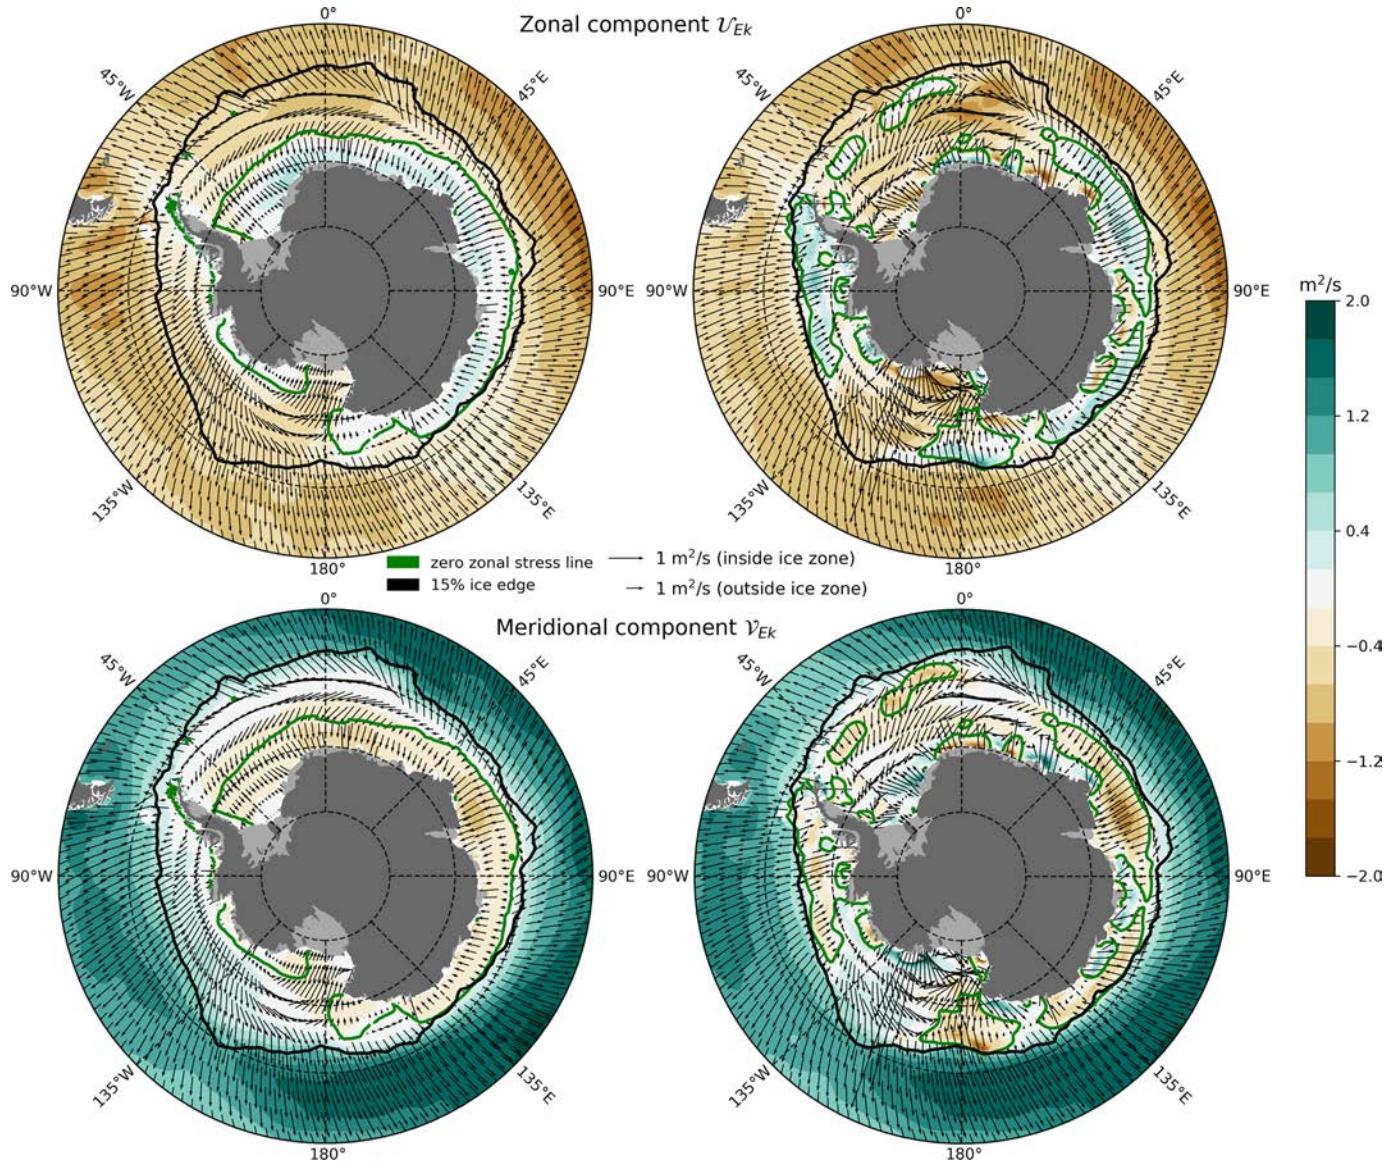 0°
Zonal component 𝒰Ek
0°
45°W
45°E
45°W
45°E
90°W
90°E
90°W
90°E
m²/s
2.0
1.2
0.4
−0.4
−1.2
−2.0
135°W
135°E
135°W
135°E
180°
180°
zero zonal stress line
1 m²/s (inside ice zone)
15% ice edge
1 m²/s (outside ice zone)
0°
Meridional component 𝒱Ek
0°
45°W
45°E
45°W
45°E
90°W
90°E
90°W
90°E
135°W
135°E
135°W
135°E
180°
180°